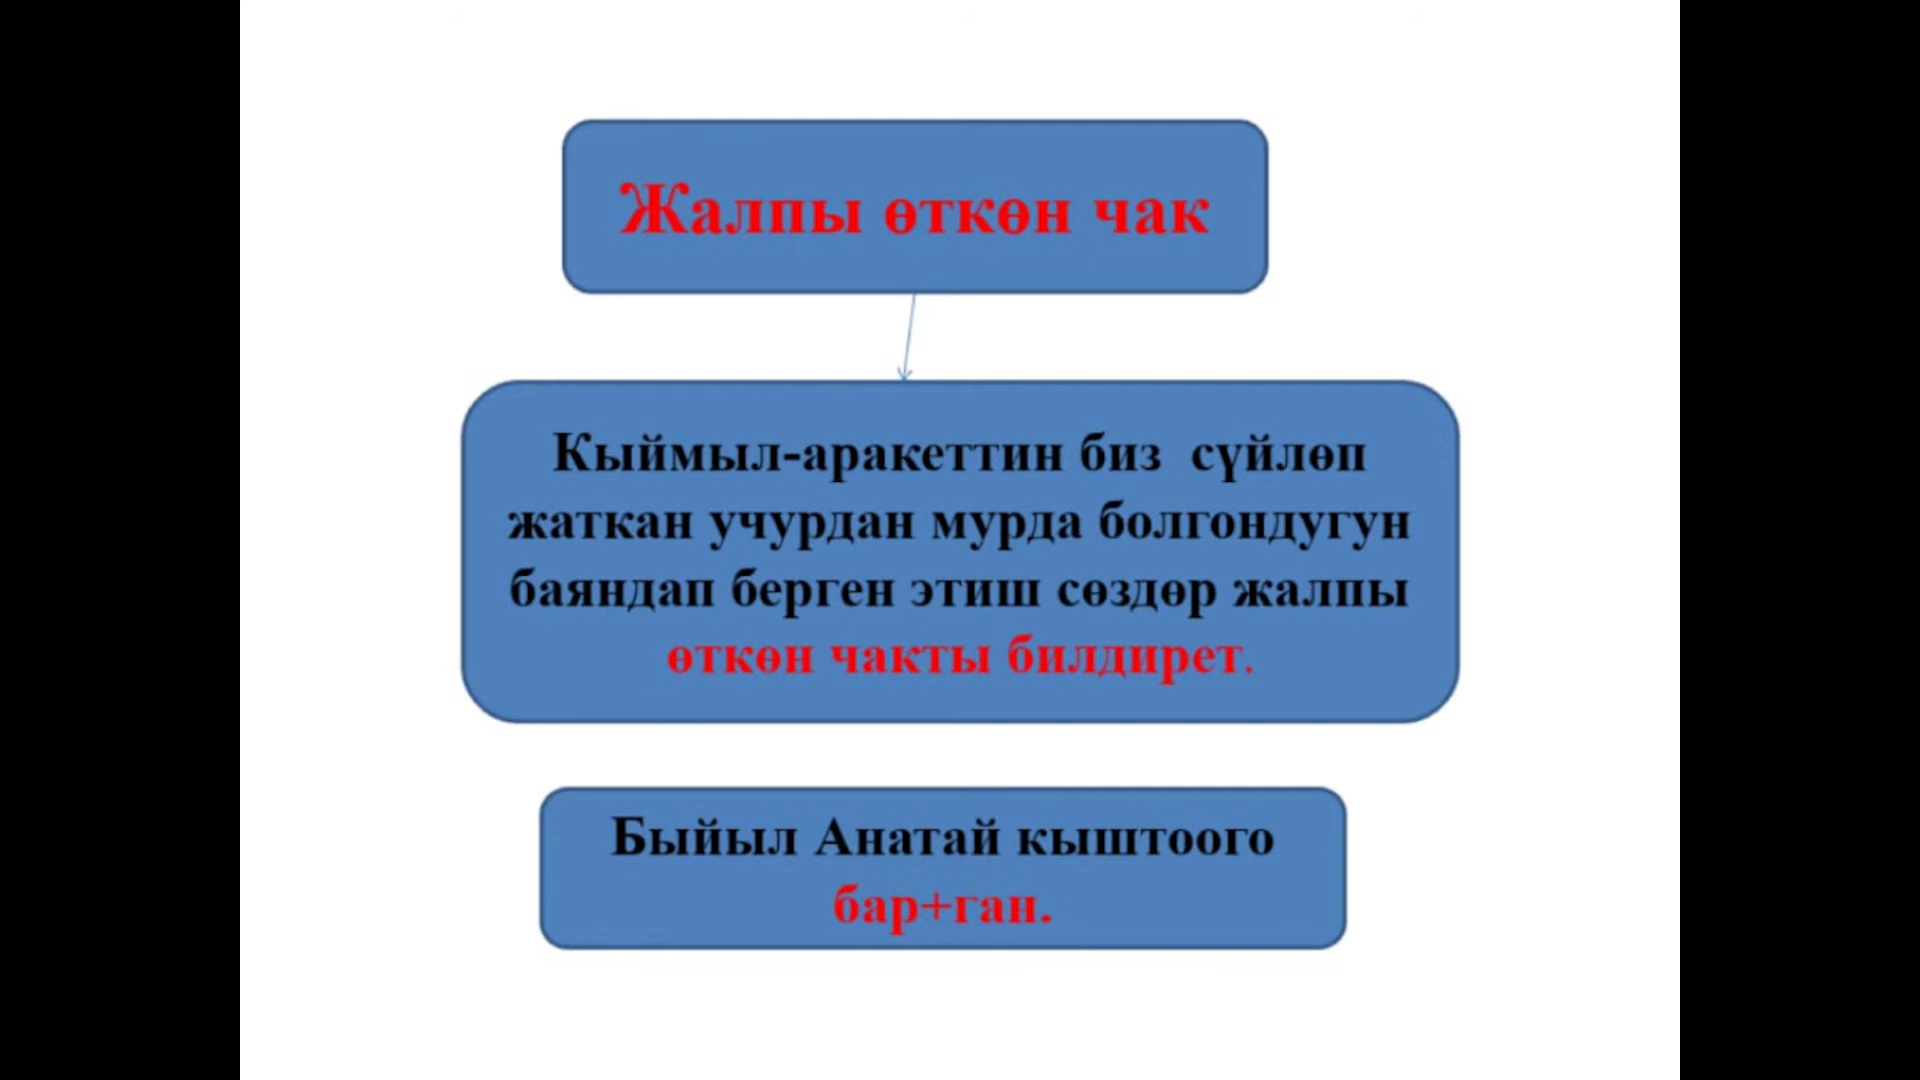 Жалпы өткөн чак
Кыймыл-аракеттин биз сүйлөп
жаткан учурдан мурда болгондугун
баяндап берген этиш сөздөр жалпы
өткөн чакты билдирет.
Быйыл Анатай кыштоого
бар+ган.